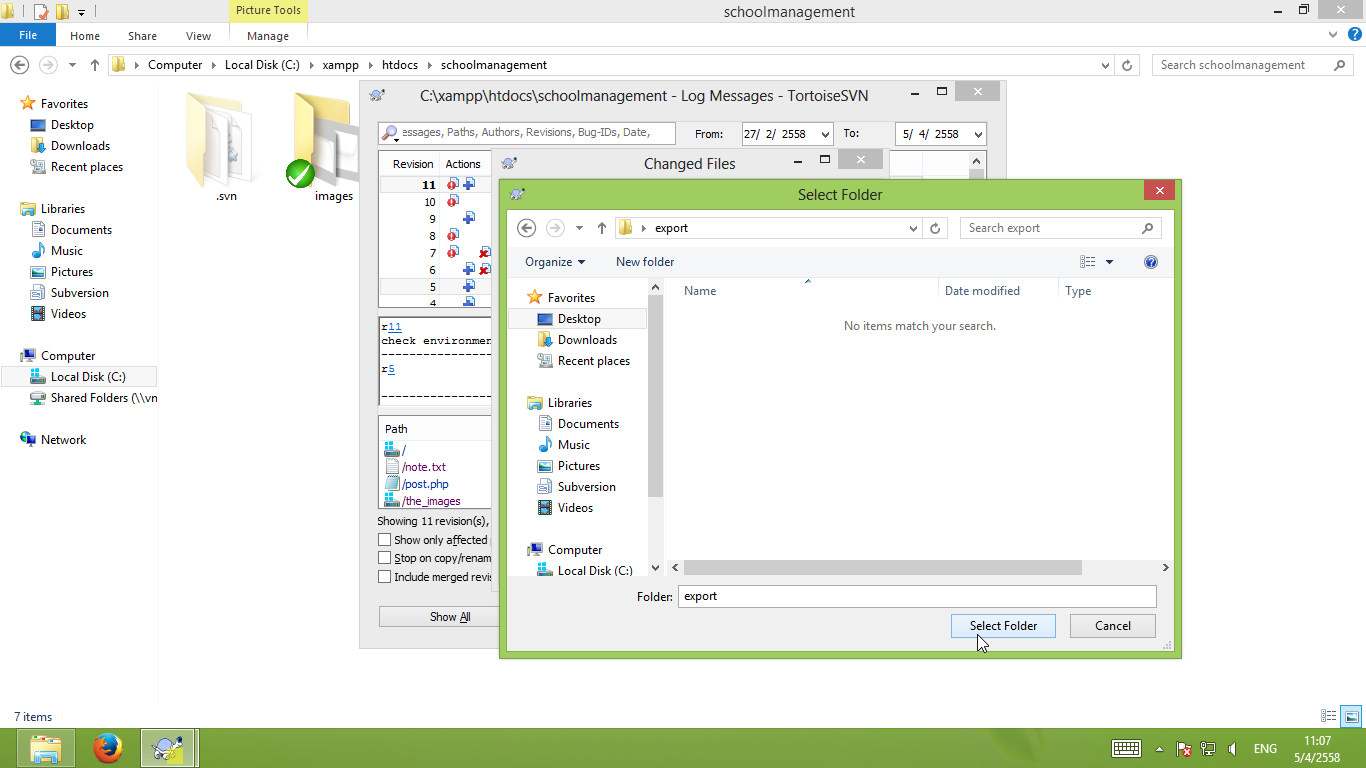 Picture Tools
schoolmanagement
File
Home
Share
View
Manage
Computer
Local Disk (C:)
xampp
htdocs
schoolmanagement
Search schoolmanagement
Favorites
Desktop
Downloads
Recent places
Libraries
Documents
Music
Pictures
Subversion
Videos
Computer
Local Disk (C:)
Shared Folders (\\vn
Network
.svn
images
C:\xampp\htdocs\schoolmanagement - Log Messages - TortoiseSVN
essages, Paths, Authors, Revisions, Bug-IDs, Date,
From:
27/ 2/ 2558
To:
5/ 4/ 2558
Revision
Actions
11
10
9
8
7
6
5
4
r11
check environmen
-----------------
r5
-----------------
Path
/
/note.txt
/post.php
/the_images
Showing 11 revision(s),
Show only affected
Stop on copy/renam
Include merged revis
Show All
Changed Files
Select Folder
export
Search export
Organize
New folder
Favorites
Desktop
Downloads
Recent places
Libraries
Documents
Music
Pictures
Subversion
Videos
Computer
Local Disk (C:)
Name
Date modified
Type
No items match your search.
Folder:
export
Select Folder
Cancel
7 items
ENG
11:07
5/4/2558